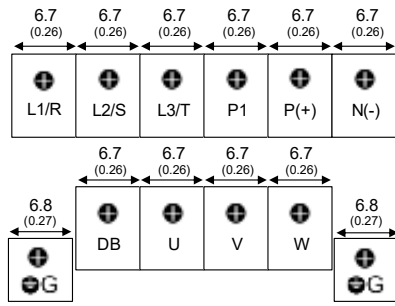 6.7 6.7 6.7 6.7 6.7 6.7
(0.26) (0.26) (0.26) (0.26) (0.26) (0.26)
L1/R L2/S L3/T P1 P(+) N(-)
6.7 6.7 6.7 6.7
(0.26) (0.26) (0.26) (0.26)
6.8 6.8
(0.27) (0.27)
DB U V W
G G